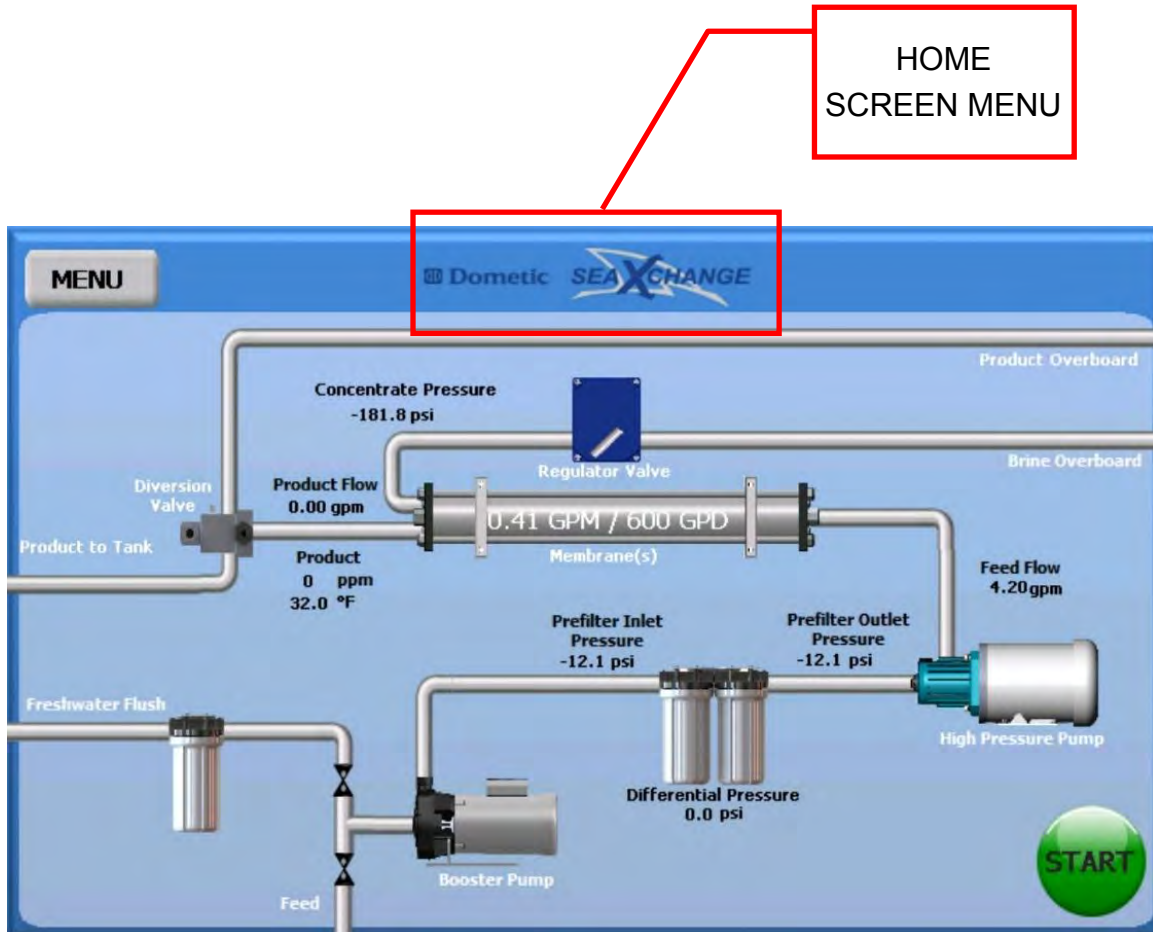 HOME
SCREEN MENU
MENU
Dometic SEAXCHANGE
Product Overboard
Concentrate Pressure
-181.8 psi
Regulator Valve
Brine Overboard
Diversion
Valve
Product Flow
0.00 gpm
0.41 GPM / 600 GPD
Product to Tank
Membrane(s)
Product
0 ppm
32.0 °F
Feed Flow
4.20gpm
Prefilter Inlet
Pressure
-12.1 psi
Prefilter Outlet
Pressure
-12.1 psi
Freshwater Flush
High Pressure Pump
Differential Pressure
0.0 psi
START
Booster Pump
Feed